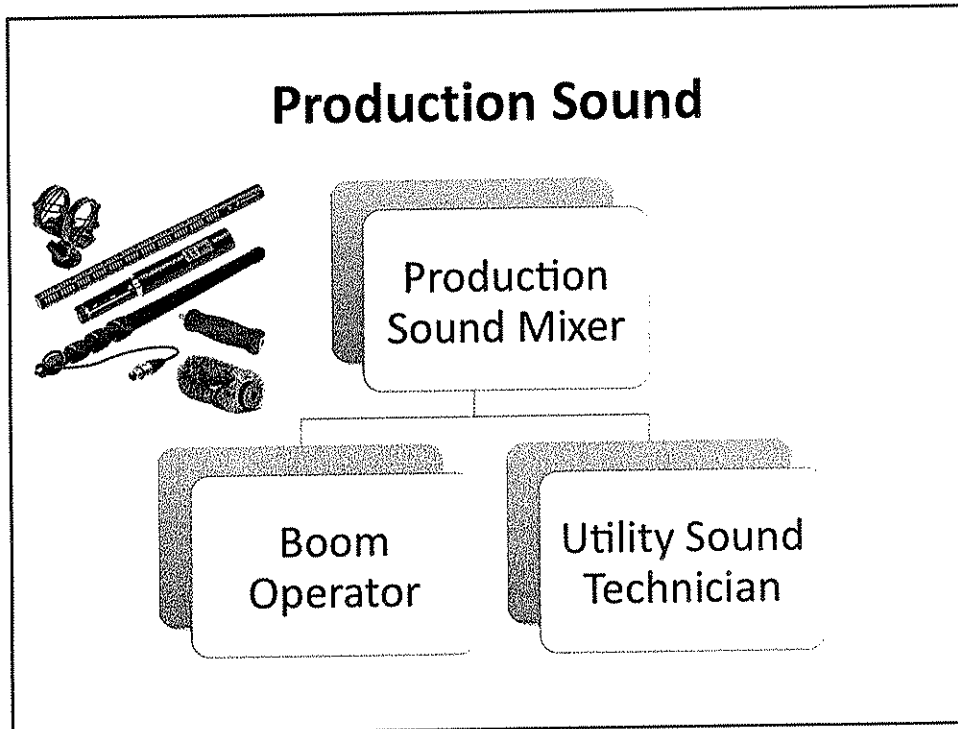 Production Sound
Production
Sound Mixer
Boom
Operator
Utility Sound
Technician